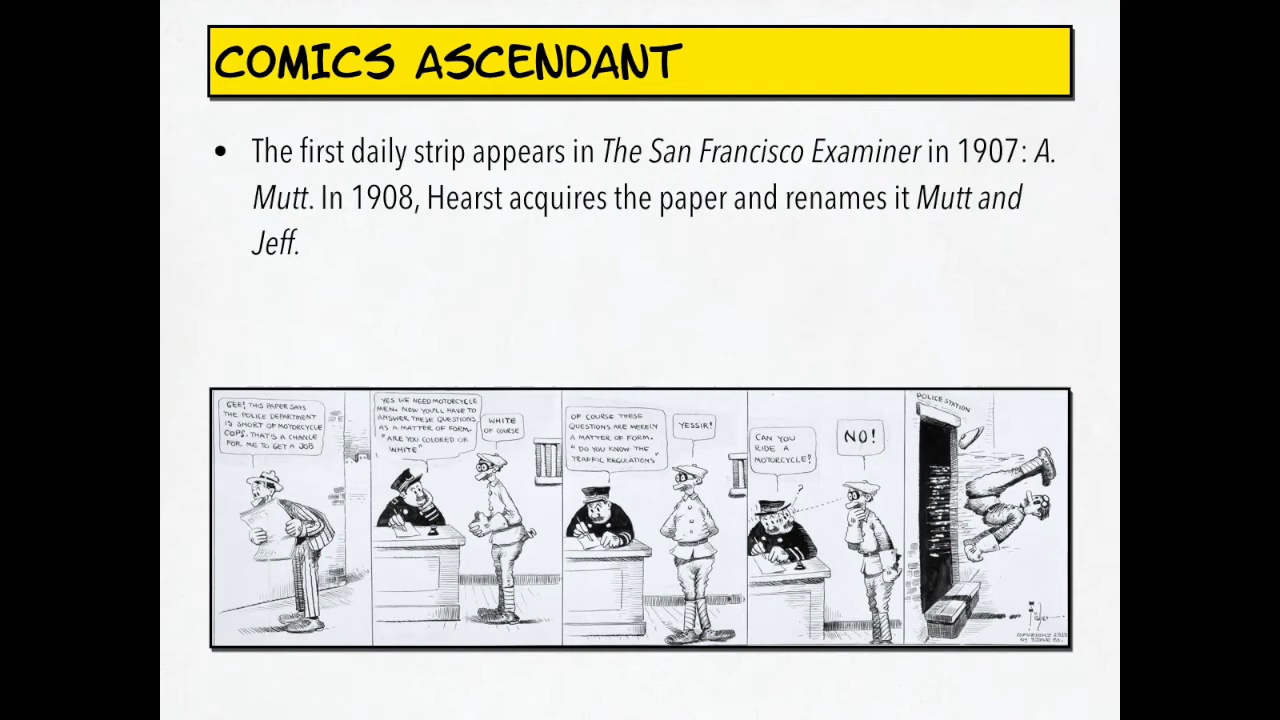 COMICS ASCENDANT
• The first daily strip appears in The San Francisco Examiner in 1907: A.
Mutt. In 1908, Hearst acquires the paper and renames it Mutt and
Jeff.
GEE! THIS PAPER SAYS
THE POLICE DEPARTMENT
IS SHORT OF MOTORCYCLE
COPS. THAT'S A CHANCE
FOR ME TO GET A JOB
YES WE NEED MOTORCYCLE
MEN. NOW YOU'LL HAVE TO
ANSWER THESE QUESTIONS
AS A MATTER OF FORM.
"ARE YOU COLORED OR
WHITE"
WHITE
OF COURSE
OF COURSE THESE
QUESTIONS ARE MERELY
A MATTER OF FORM.
"DO YOU KNOW THE
TRAFFIC REGULATIONS"
YESSIR!
CAN YOU
RIDE A
MOTORCYCLE?
?
NO!
POLICE STATION